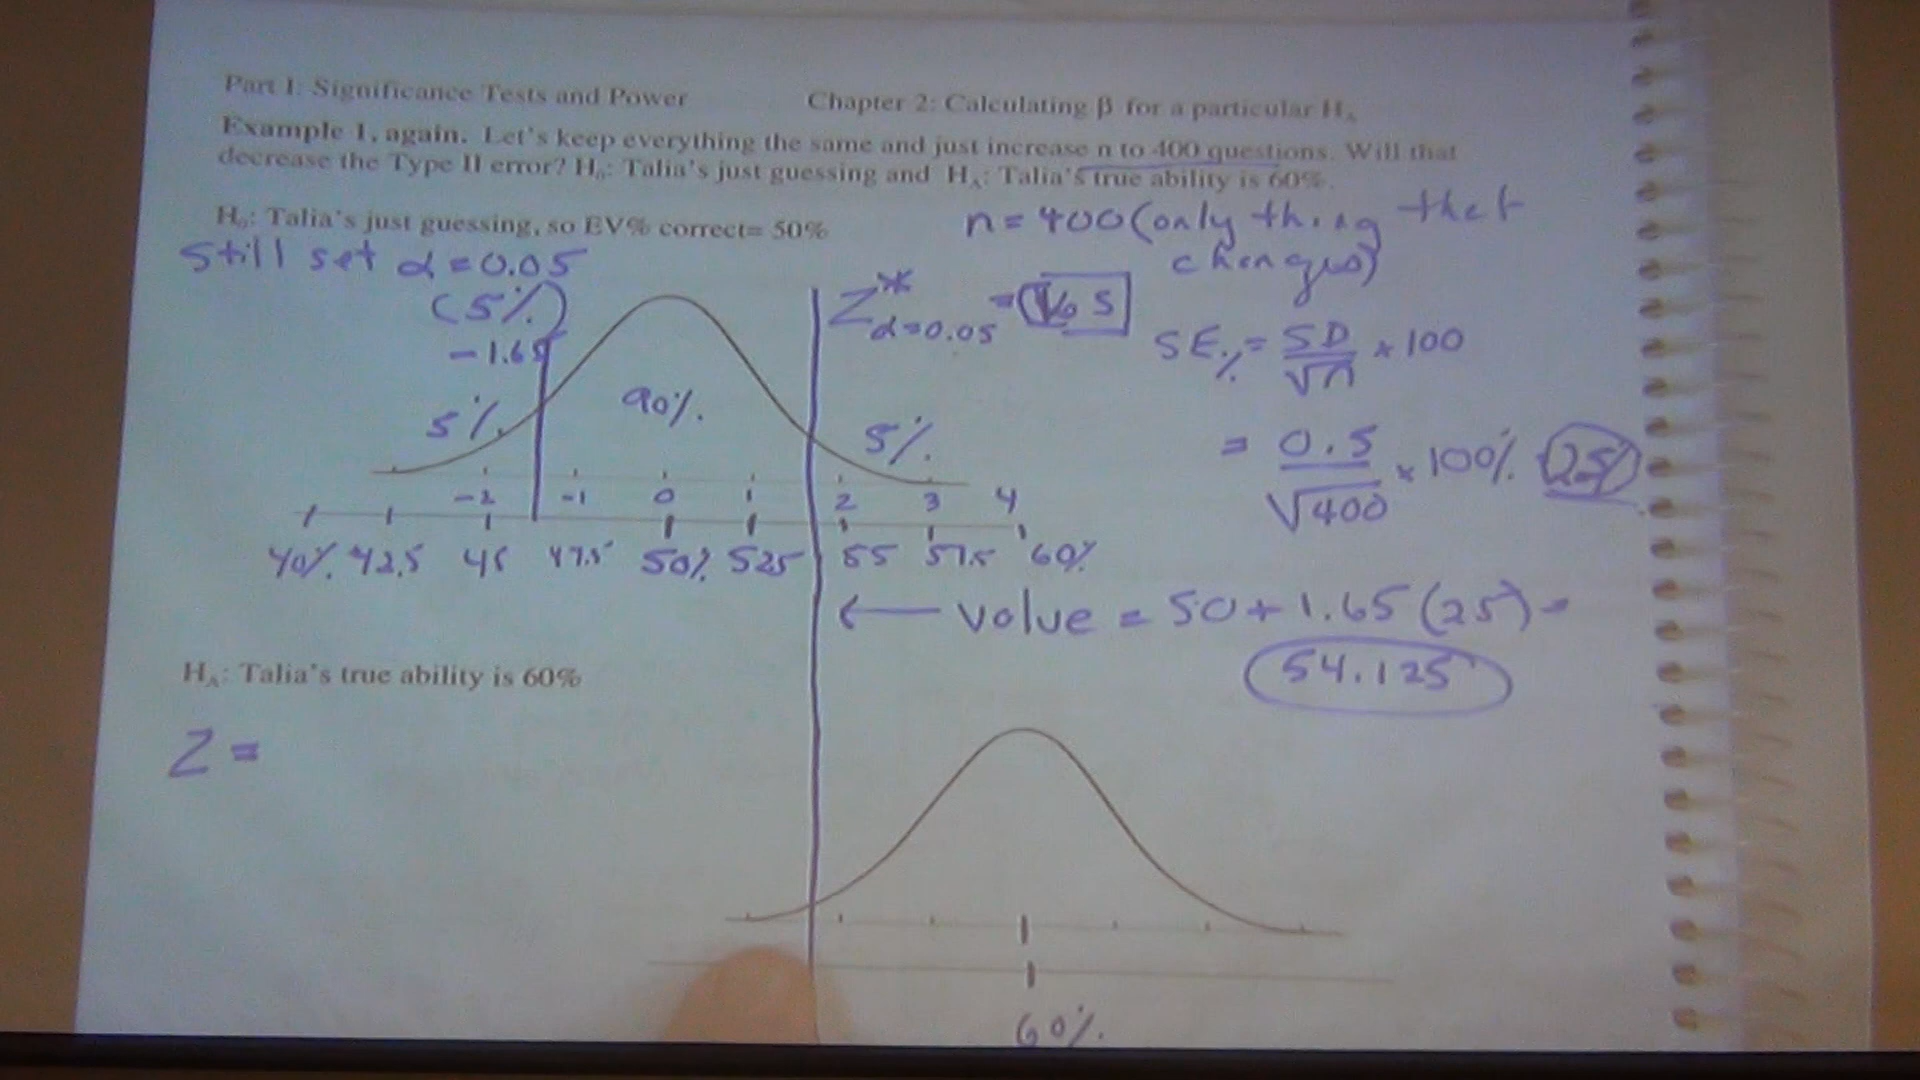 Part I: Significance Tests and Power
Chapter 2: Calculating β for a particular H_A
Example 1, again. Let's keep everything the same and just increase n to 400 questions. Will that
decrease the Type II error? H₀: Talia's just guessing and H_A: Talia's true ability is 60%.
H₀: Talia's just guessing, so EV% correct= 50%
n = 400 (only thing that
changes)
Still set α = 0.05
(5%)
-1.65
5%
90%
5%
Z*α=0.05 = 1.65
SE% = SD/√n × 100
= 0.5/√400 × 100%
-2 -1 0 1 2 3 4
40% 42.5 45 47.5 50% 52.5 55 57.5 60%
← Value = 50 + 1.65 (2.5) =
54.125
H_A: Talia's true ability is 60%
Z =
60%